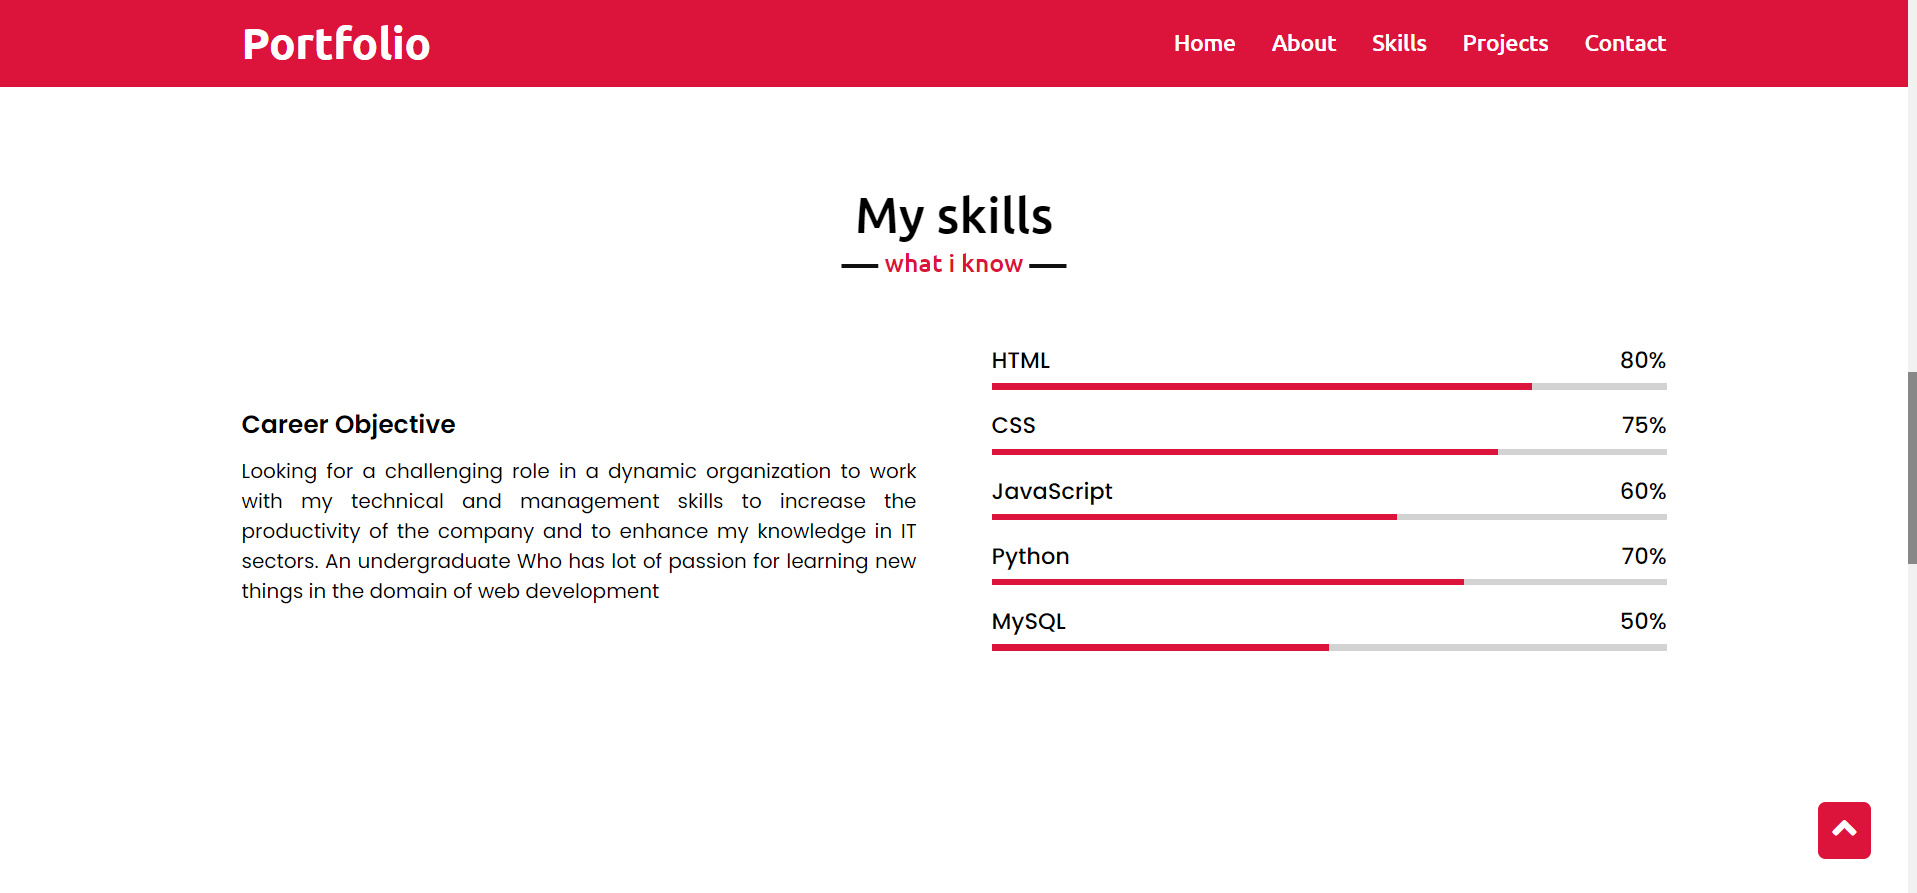 Portfolio
Home About Skills Projects Contact
My skills
what i know
Career Objective
Looking for a challenging role in a dynamic organization to work
with my technical and management skills to increase the
productivity of the company and to enhance my knowledge in IT
sectors. An undergraduate Who has lot of passion for learning new
things in the domain of web development
HTML 80%
CSS 75%
JavaScript 60%
Python 70%
MySQL 50%